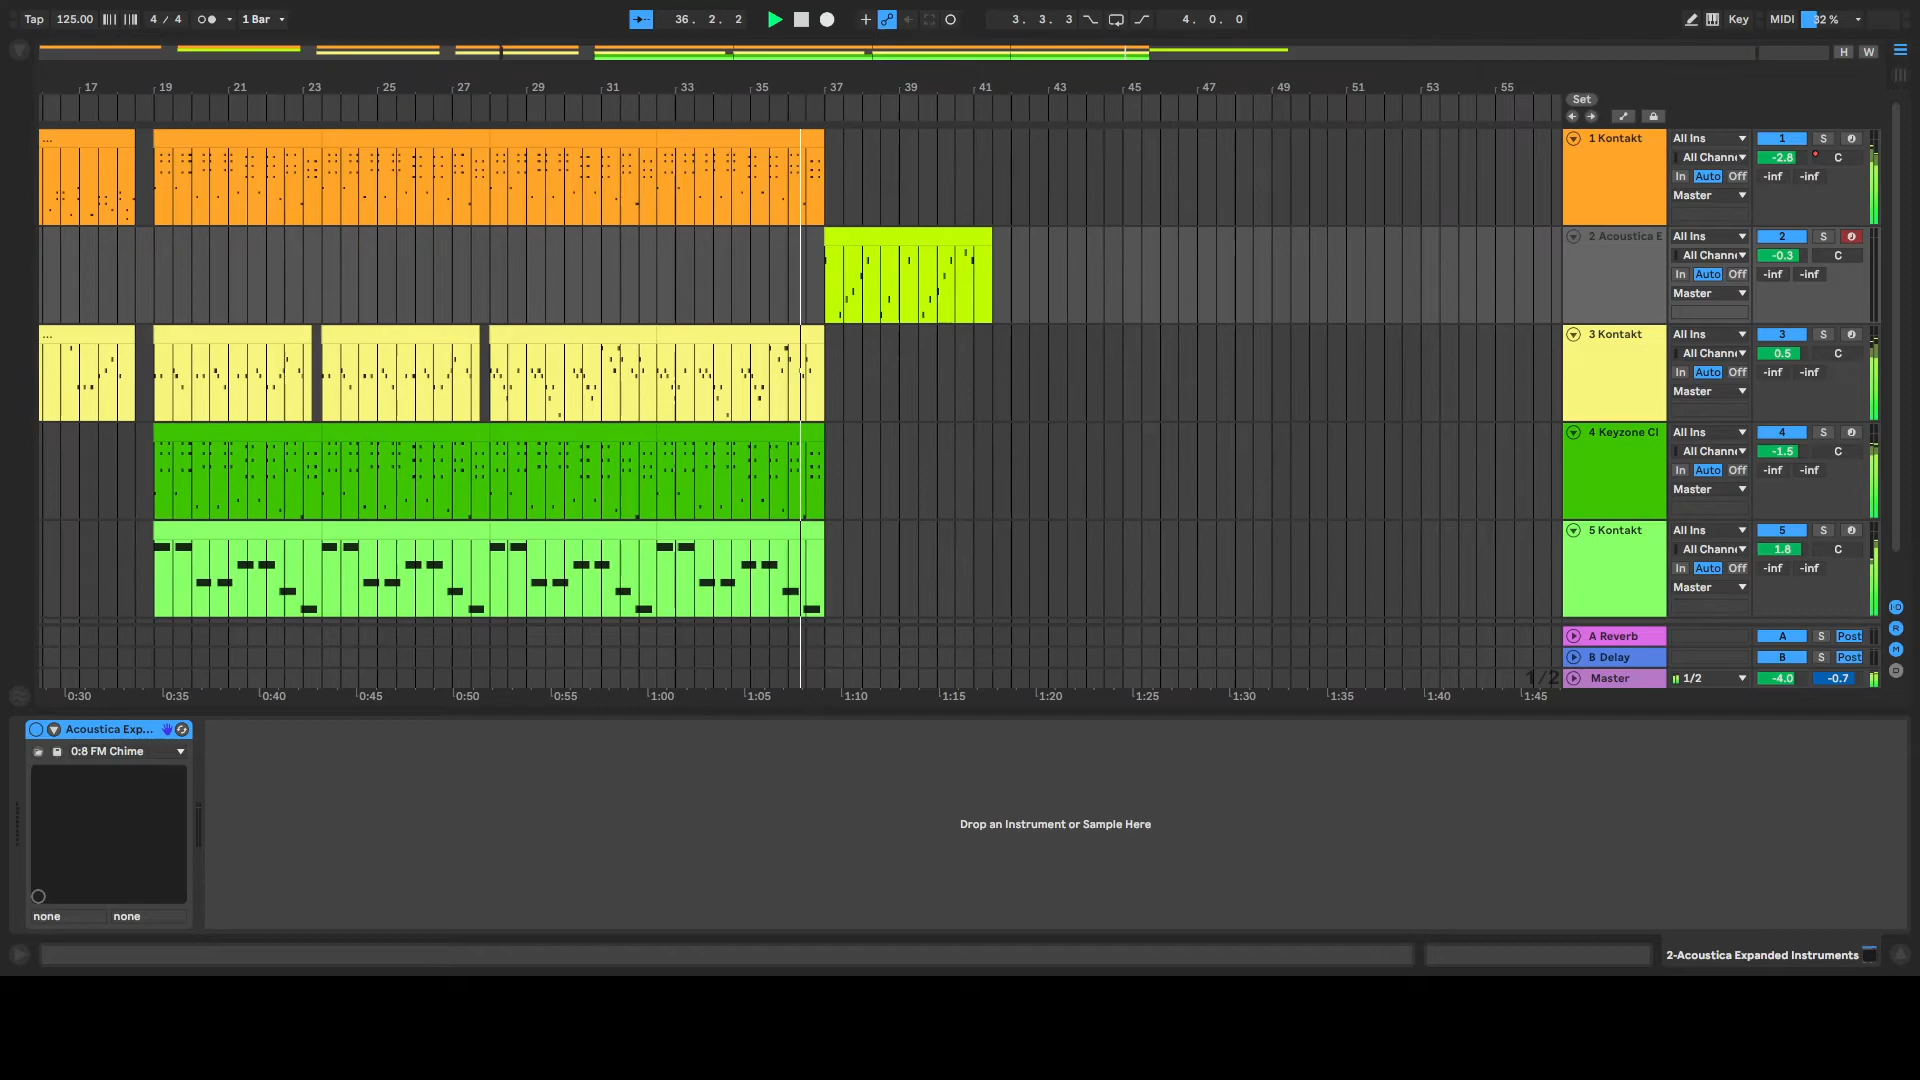 Tap 125.00 4 / 4 1 Bar 36. 2. 2 3. 3. 3 4. 0. 0 Key MIDI 32 %
H W
17 19 21 23 25 27 29 31 33 35 37 39 41 43 45 47 49 51 53 55
Set
... 1 Kontakt All Ins 1 S
All Channe -2.8 C
In Auto Off -inf -inf
Master
2 Acoustica E All Ins 2 S
All Channe -0.3 C
In Auto Off -inf -inf
Master
... 3 Kontakt All Ins 3 S
All Channe 0.5 C
In Auto Off -inf -inf
Master
4 Keyzone Cl All Ins 4 S
All Channe -1.5 C
In Auto Off -inf -inf
Master
5 Kontakt All Ins 5 S
All Channe 1.8 C
In Auto Off -inf -inf
Master
I·O
A Reverb A S Post
R
B Delay B S Post
M
1/2 Master 1/2 -4.0 -0.7
D
0:30 0:35 0:40 0:45 0:50 0:55 1:00 1:05 1:10 1:15 1:20 1:25 1:30 1:35 1:40 1:45
Acoustica Exp...
0:8 FM Chime
Drop an Instrument or Sample Here
none none
2-Acoustica Expanded Instruments